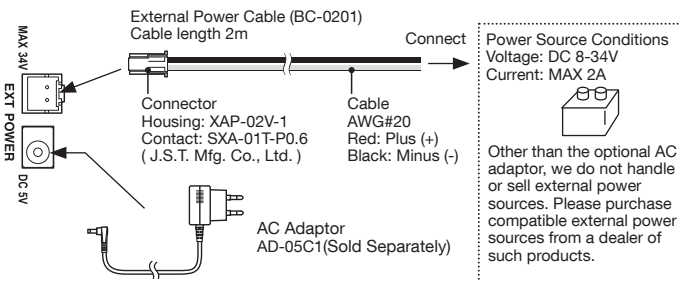 External Power Cable (BC-0201)
Cable length 2m
Connect
MAX 34V
EXT POWER
DC 5V
Connector
Housing: XAP-02V-1
Contact: SXA-01T-P0.6
( J.S.T. Mfg. Co., Ltd. )
Cable
AWG#20
Red: Plus (+)
Black: Minus (-)
AC Adaptor
AD-05C1(Sold Separately)
Power Source Conditions
Voltage: DC 8-34V
Current: MAX 2A
Other than the optional AC
adaptor, we do not handle
or sell external power
sources. Please purchase
compatible external power
sources from a dealer of
such products.